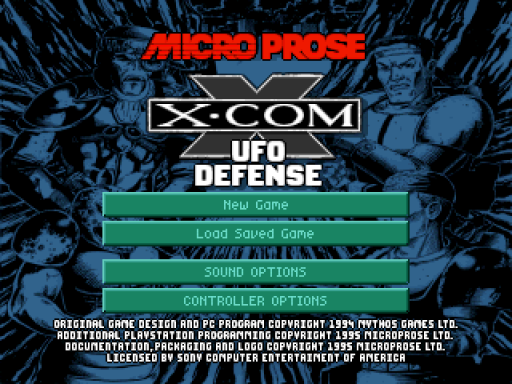 MICRO PROSE
X-COM
UFO
DEFENSE
New Game
Load Saved Game
SOUND OPTIONS
CONTROLLER OPTIONS
ORIGINAL GAME DESIGN AND PC PROGRAM COPYRIGHT 1994 MYTHOS GAMES LTD.
ADDITIONAL PLAYSTATION PROGRAMMING COPYRIGHT 1995 MICROPROSE LTD.
DOCUMENTATION,PACKAGING AND LOGO COPYRIGHT 1995 MICROPROSE LTD.
LICENSED BY SONY COMPUTER ENTERTAIMENT OF AMERICA